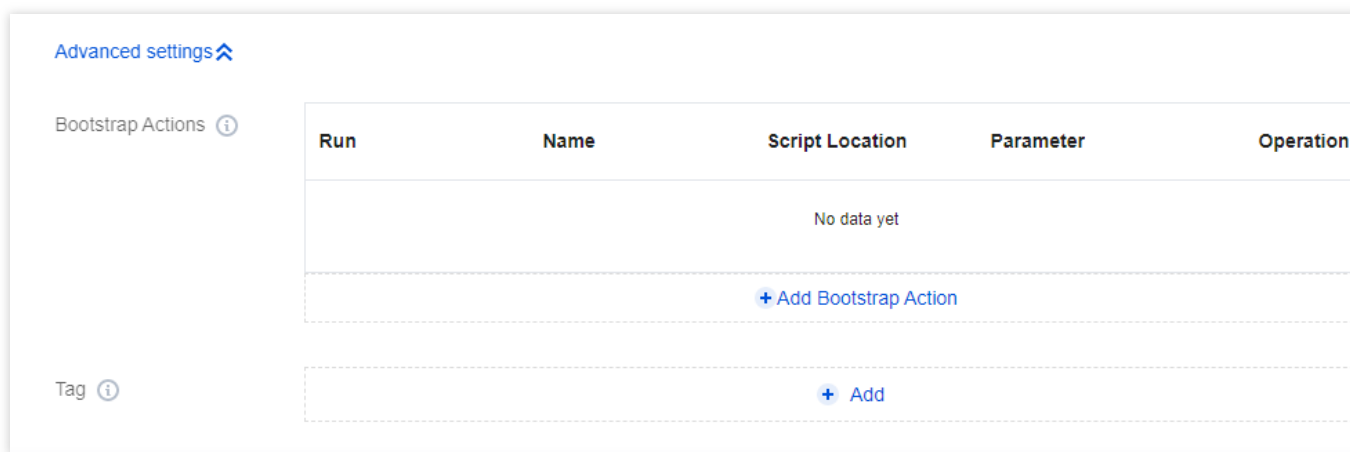 Advanced settings
Bootstrap Actions
Run Name Script Location Parameter Operation
No data yet
+ Add Bootstrap Action
Tag
+ Add